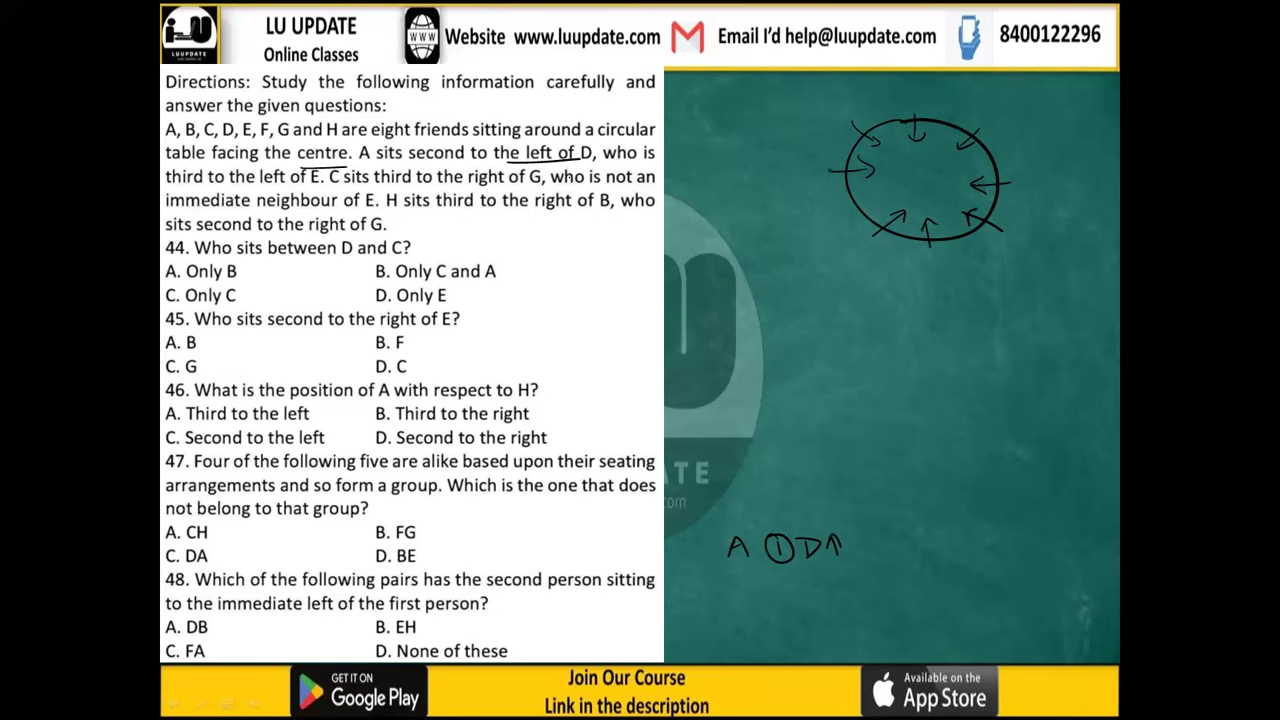 LU UPDATE
Online Classes
LUUPDATE
WWW
Website www.luupdate.com
Email I’d help@luupdate.com
8400122296
Directions: Study the following information carefully and
answer the given questions:
A, B, C, D, E, F, G and H are eight friends sitting around a circular
table facing the centre. A sits second to the left of D, who is
third to the left of E. C sits third to the right of G, who is not an
immediate neighbour of E. H sits third to the right of B, who
sits second to the right of G.
44. Who sits between D and C?
A. Only B B. Only C and A
C. Only C D. Only E
45. Who sits second to the right of E?
A. B B. F
C. G D. C
46. What is the position of A with respect to H?
A. Third to the left B. Third to the right
C. Second to the left D. Second to the right
47. Four of the following five are alike based upon their seating
arrangements and so form a group. Which is the one that does
not belong to that group?
A. CH B. FG
C. DA D. BE
48. Which of the following pairs has the second person sitting
to the immediate left of the first person?
A. DB B. EH
C. FA D. None of these
ATE
com
A 1 D↑
GET IT ON
Google Play
Join Our Course
Link in the description
Available on the
App Store